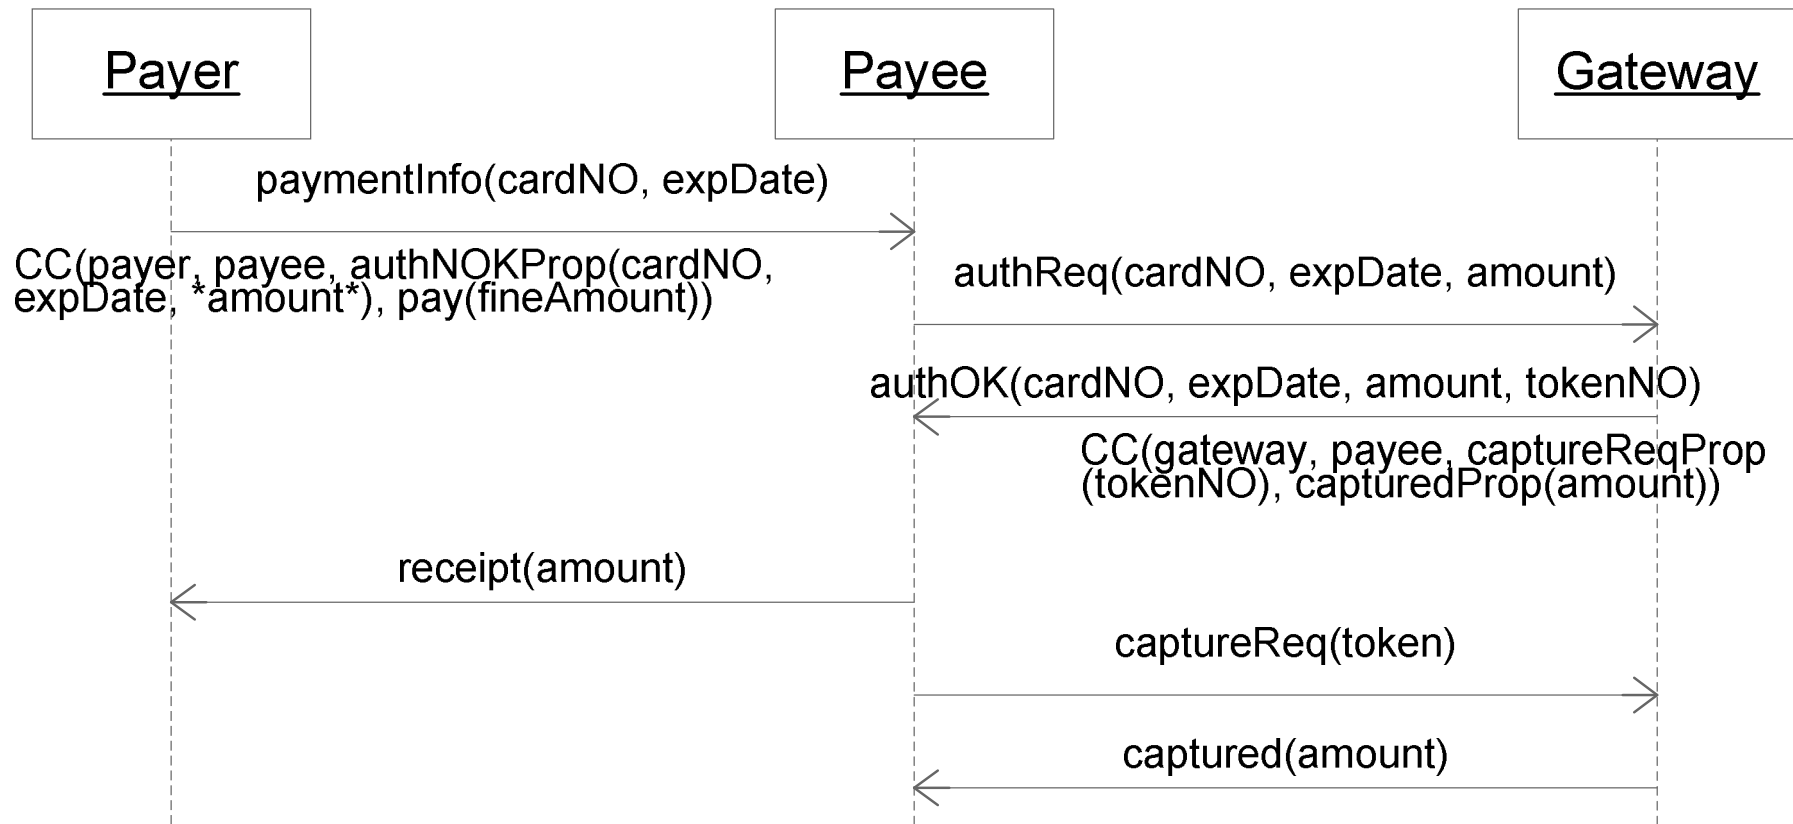 Payer
Payee
Gateway
paymentInfo(cardNO, expDate)
CC(payer, payee, authNOKProp(cardNO,
expDate, *amount*), pay(fineAmount))
authReq(cardNO, expDate, amount)
authOK(cardNO, expDate, amount, tokenNO)
CC(gateway, payee, captureReqProp
(tokenNO), capturedProp(amount))
receipt(amount)
captureReq(token)
captured(amount)